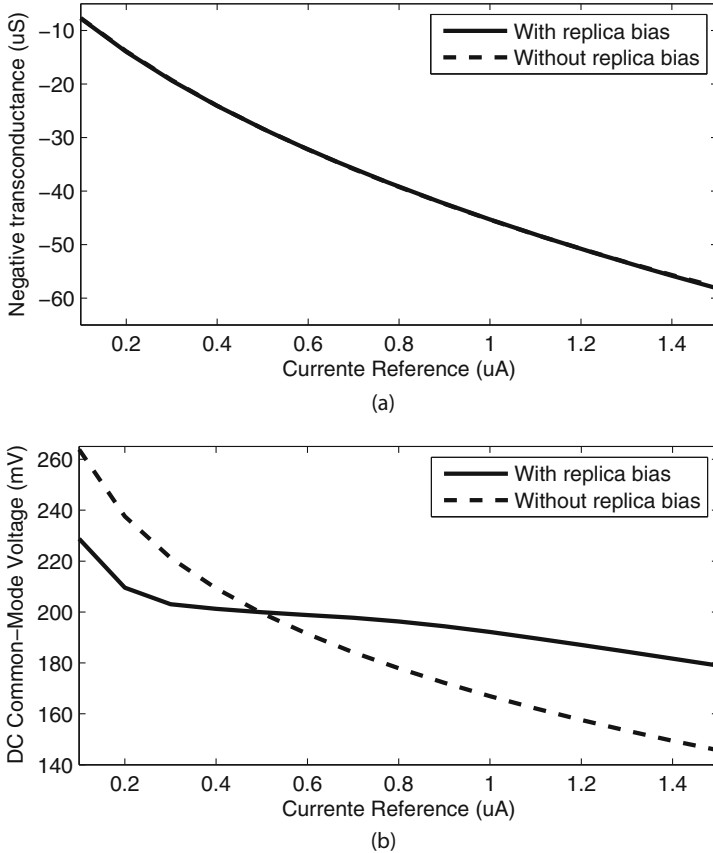 With replica bias
Without replica bias
Negative transconductance (uS)
−10
−20
−30
−40
−50
−60
0.2 0.4 0.6 0.8 1 1.2 1.4
Currente Reference (uA)
(a)
With replica bias
Without replica bias
DC Common−Mode Voltage (mV)
260
240
220
200
180
160
140
0.2 0.4 0.6 0.8 1 1.2 1.4
Currente Reference (uA)
(b)